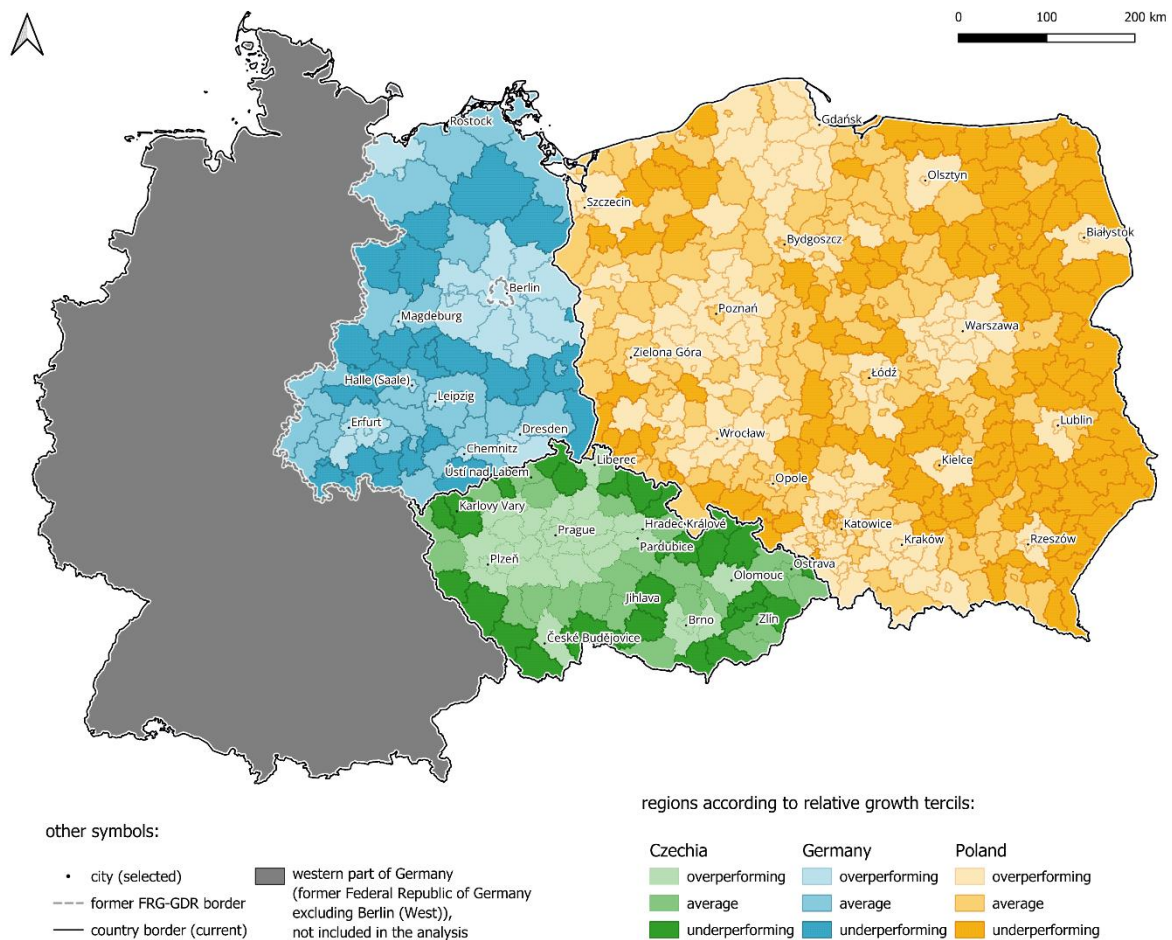 0 100 200 km
Rostock
Gdańsk
Olsztyn
Szczecin
Białystok
Bydgoszcz
Berlin
Poznań
Magdeburg
Warszawa
Zielona Góra
Łódź
Halle (Saale)
Leipzig
Erfurt
Lublin
Dresden
Wrocław
Chemnitz
Liberec
Kielce
Ústí nad Labem
Opole
Karlovy Vary
Katowice
Hradec Králové
Prague
Kraków
Rzeszów
Pardubice
Plzeň
Ostrava
Olomouc
Jihlava
Brno
Zlín
České Budějovice
other symbols:
city (selected)
former FRG-GDR border
country border (current)
western part of Germany
(former Federal Republic of Germany
excluding Berlin (West)),
not included in the analysis
regions according to relative growth tercils:
Czechia
overperforming
average
underperforming
Germany
overperforming
average
underperforming
Poland
overperforming
average
underperforming